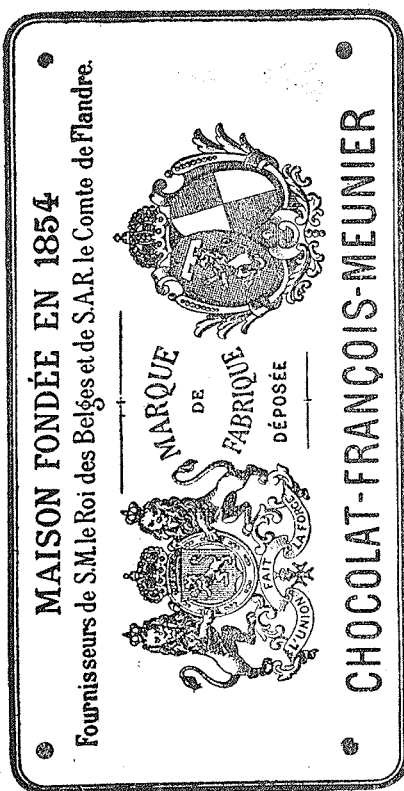 MAISON FONDÉE EN 1854
Fournisseurs de S.M. le Roi des Belges et de S.A.R. le Comte de Flandre.
MARQUE
DE
FABRIQUE
DÉPOSÉE
L'UNION FAIT LA FORCE
CHOCOLAT-FRANÇOIS-MEUNIER